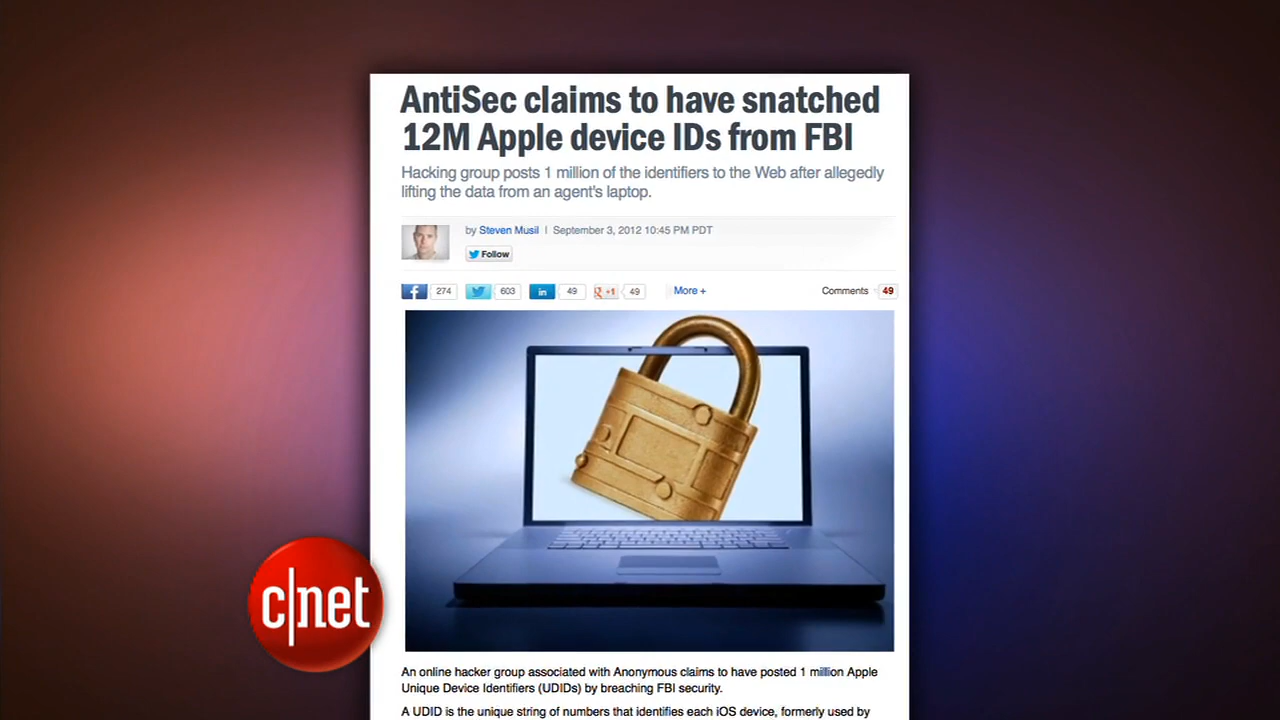 AntiSec claims to have snatched
12M Apple device IDs from FBI
Hacking group posts 1 million of the identifiers to the Web after allegedly
lifting the data from an agent's laptop.
by Steven Musil | September 3, 2012 10:45 PM PDT
Follow
f 274 603 in 49 g +1 49 More + Comments 49
c|net
An online hacker group associated with Anonymous claims to have posted 1 million Apple
Unique Device Identifiers (UDIDs) by breaching FBI security.
A UDID is the unique string of numbers that identifies each iOS device, formerly used by